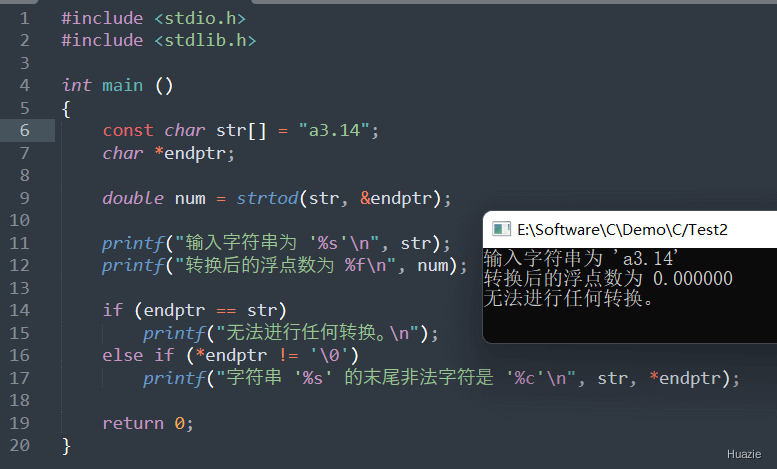 1 #include <stdio.h>
2 #include <stdlib.h>
3
4 int main ()
5 {
6     const char str[] = "a3.14";
7     char *endptr;
8
9     double num = strtod(str, &endptr);
10
11     printf("输入字符串为 '%s'\n", str);
12     printf("转换后的浮点数为 %f\n", num);
13
14     if (endptr == str)
15         printf("无法进行任何转换。\n");
16     else if (*endptr != '\0')
17         printf("字符串 '%s' 的末尾非法字符是 '%c'\n", str, *endptr);
18
19     return 0;
20 }
E:\Software\C\Demo\C/Test2
输入字符串为 'a3.14'
转换后的浮点数为 0.000000
无法进行任何转换。
Huazie